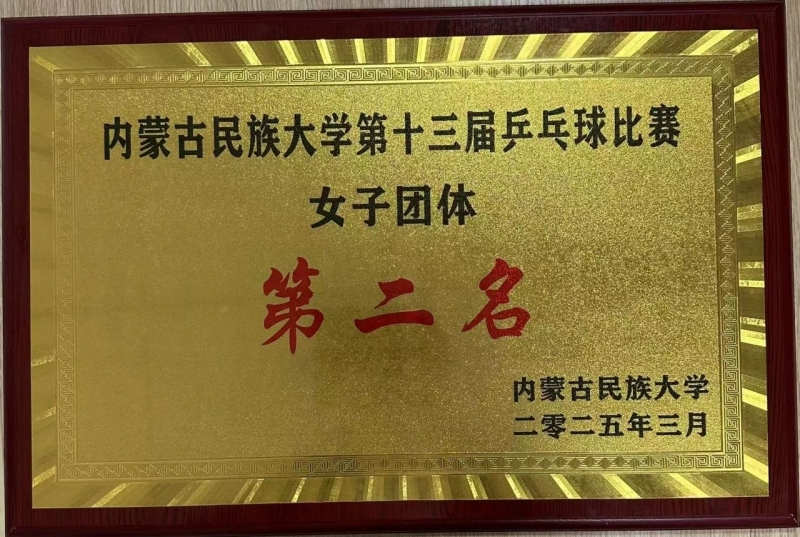 内蒙古民族大学第十三届乒乓球比赛
女子团体
第二名
内蒙古民族大学
二零二五年三月